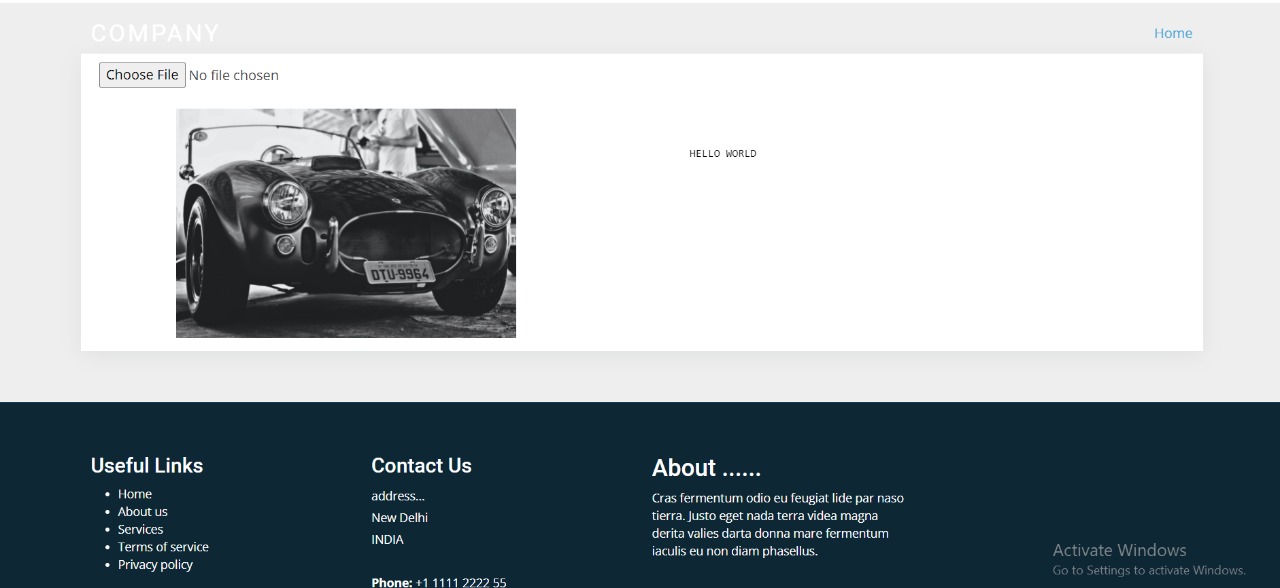 COMPANY
Home
Choose File No file chosen
HELLO WORLD
DTU-9964
Useful Links
Home
About us
Services
Terms of service
Privacy policy
Contact Us
address...
New Delhi
INDIA
Phone: +1 1111 2222 55
About ......
Cras fermentum odio eu feugiat lide par naso
tierra. Justo eget nada terra videa magna
derita valies darta donna mare fermentum
iaculis eu non diam phasellus.
Activate Windows
Go to Settings to activate Windows.